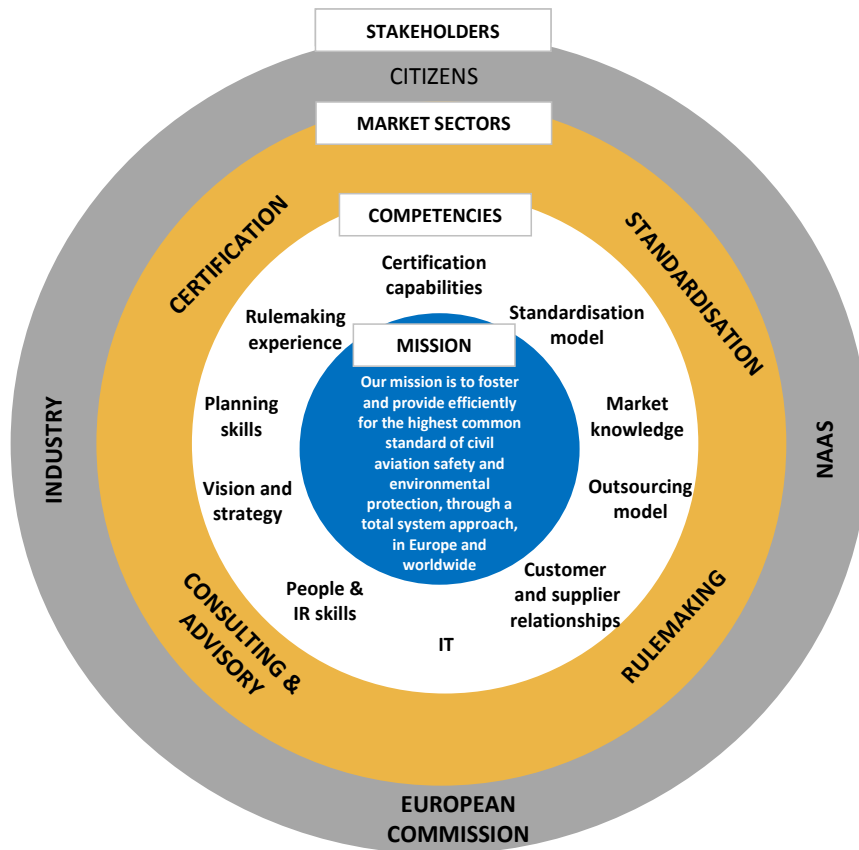 STAKEHOLDERS
CITIZENS
MARKET SECTORS
CERTIFICATION
STANDARDISATION
COMPETENCIES
Certification
capabilities
Rulemaking
experience
Standardisation
model
MISSION
Our mission is to foster
and provide efficiently
for the highest common
standard of civil
aviation safety and
environmental
protection, through a
total system approach,
in Europe and
worldwide
Planning
skills
Market
knowledge
INDUSTRY
NAAS
Vision and
strategy
Outsourcing
model
People &
IR skills
Customer
and supplier
relationships
IT
CONSULTING &
ADVISORY
RULEMAKING
EUROPEAN
COMMISSION